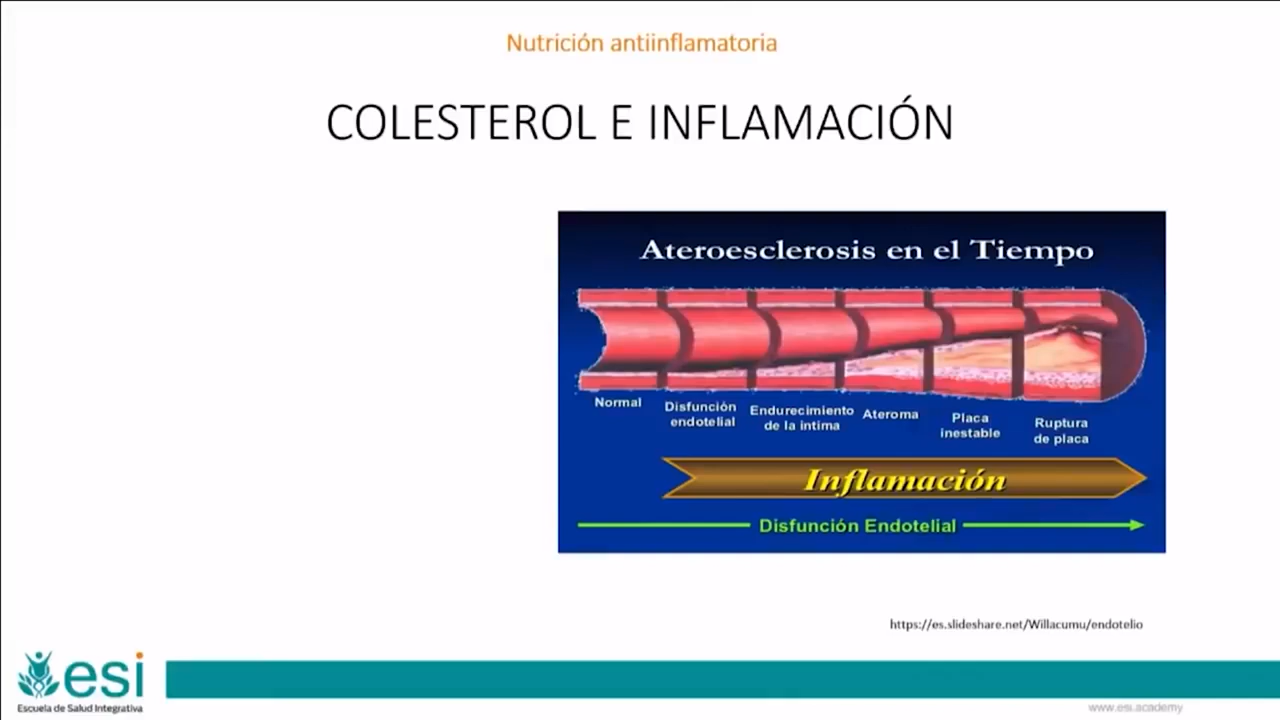 Nutrición antiinflamatoria
COLESTEROL E INFLAMACIÓN
Ateroesclerosis en el Tiempo
Normal
Disfunción
endotelial
Endurecimiento
de la intima
Ateroma
Placa
inestable
Ruptura
de placa
Inflamación
Disfunción Endotelial
https://es.slideshare.net/Willacumu/endotelio
esi
Escuela de Salud Integrativa
www.esi.academy